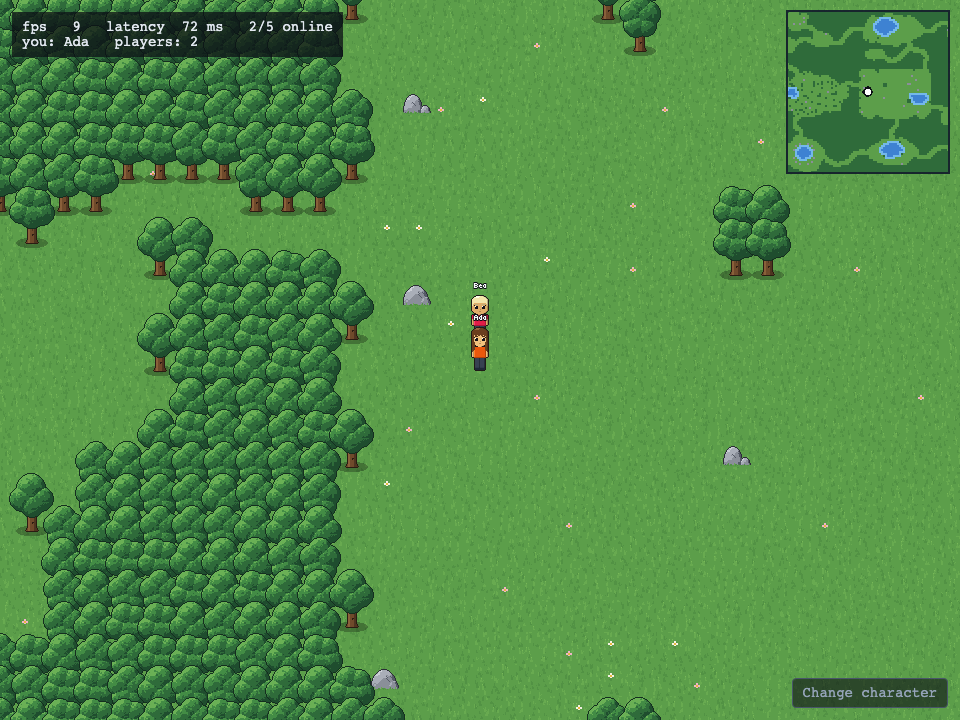 fps 9 latency 72 ms 2/5 online
you: Ada players: 2
Bea
Ada
Change character